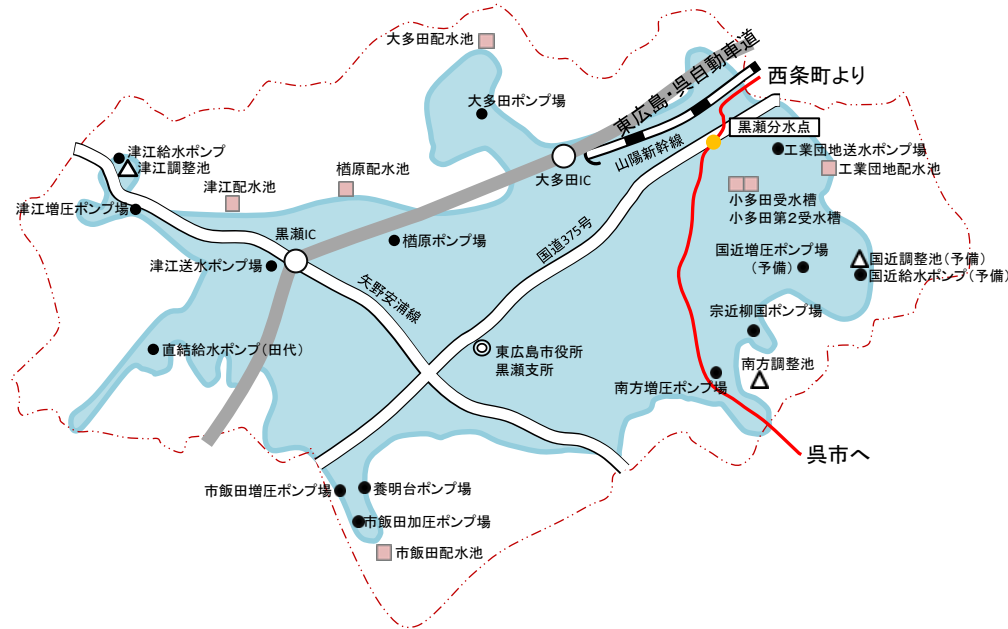 大多田配水池
東広島・呉自動車道
西条町より
大多田ポンプ場
黒瀬分水点
山陽新幹線
工業団地送水ポンプ場
津江給水ポンプ
津江調整池
工業団地配水池
楢原配水池
大多田IC
津江配水池
小多田受水槽
小多田第2受水槽
津江増圧ポンプ場
黒瀬IC
楢原ポンプ場
国道375号
国近増圧ポンプ場
(予備)
国近調整池(予備)
国近給水ポンプ(予備)
津江送水ポンプ場
矢野安浦線
宗近柳国ポンプ場
直結給水ポンプ(田代)
東広島市役所
黒瀬支所
南方調整池
南方増圧ポンプ場
呉市へ
市飯田増圧ポンプ場
養明台ポンプ場
市飯田加圧ポンプ場
市飯田配水池